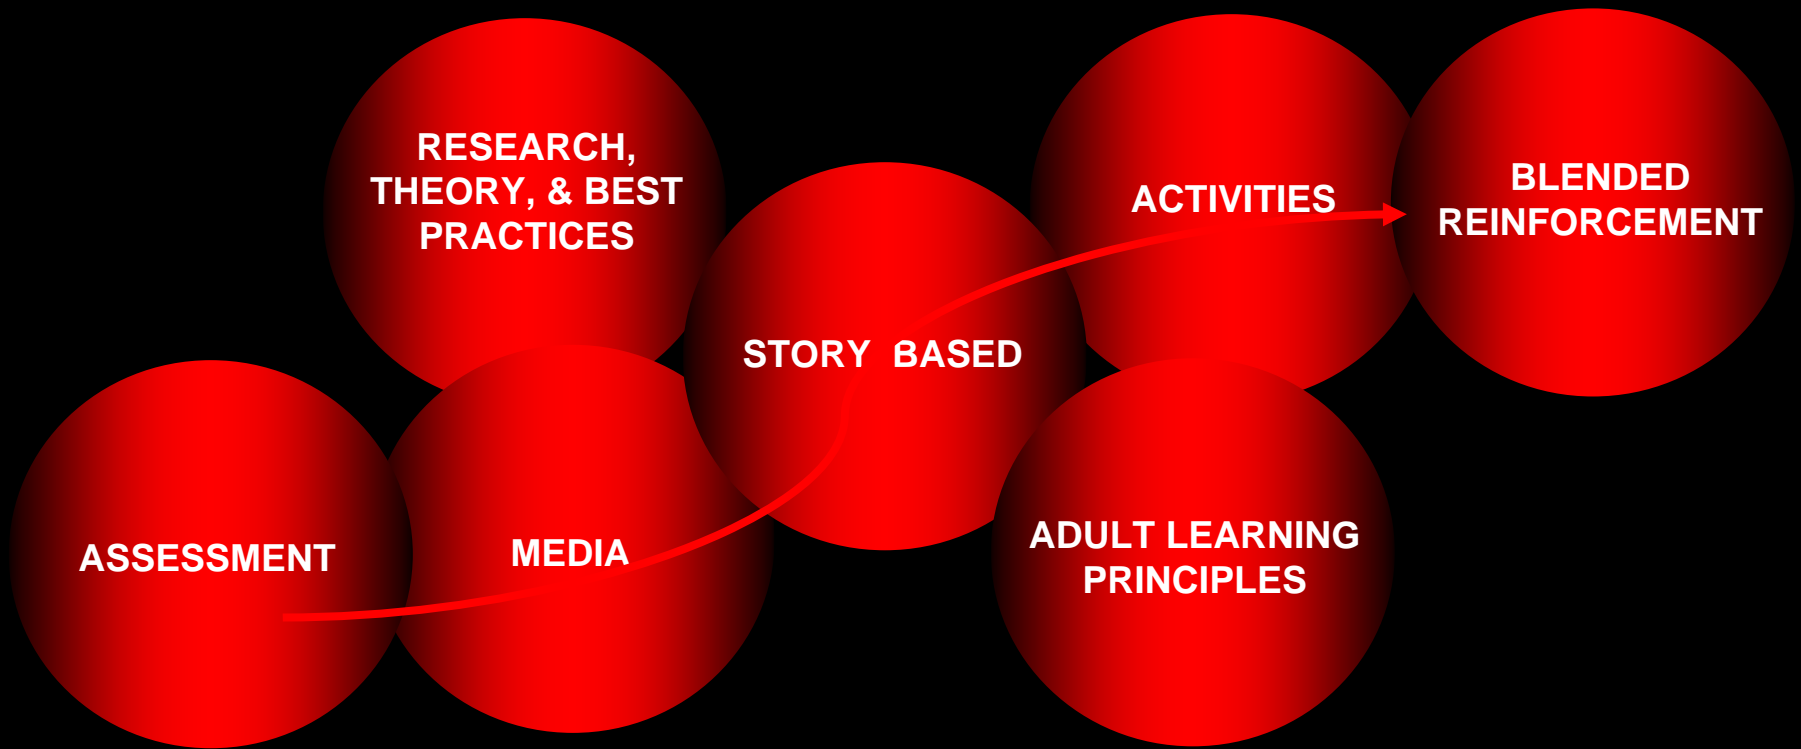 RESEARCH,
THEORY, & BEST
PRACTICES
ASSESSMENT
MEDIA
STORY BASED
ACTIVITIES
ADULT LEARNING
PRINCIPLES
BLENDED
REINFORCEMENT